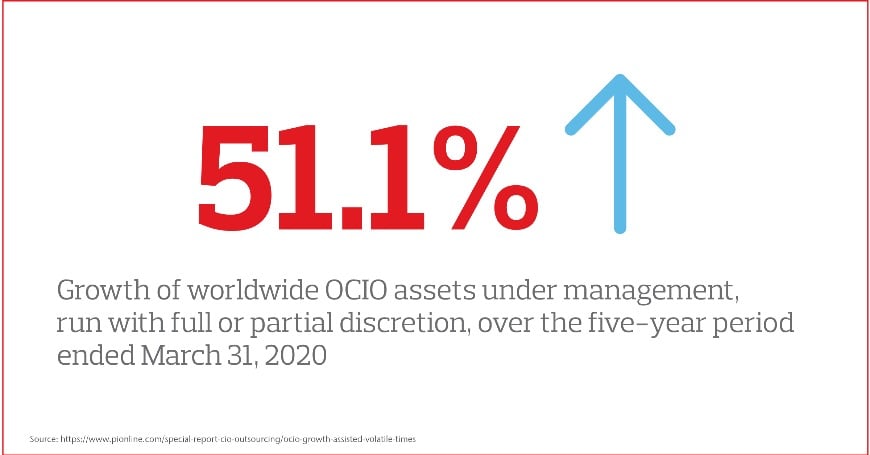 51.1%
Growth of worldwide OCIO assets under management,
run with full or partial discretion, over the five-year period
ended March 31, 2020
Source: https://www.pionline.com/special-report-cio-outsourcing/ocio-growth-assisted-volatile-times